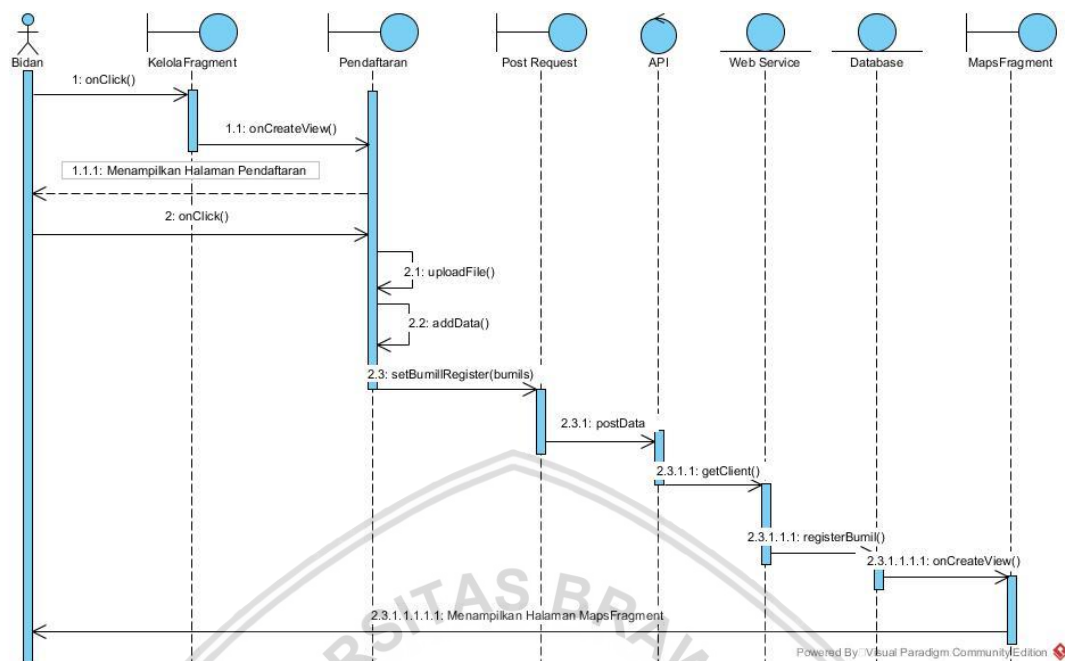 Bidan
KelolaFragment
Pendaftaran
Post Request
API
Web Service
Database
MapsFragment
1: onClick()
1.1: onCreateView()
1.1.1: Menampilkan Halaman Pendaftaran
2: onClick()
2.1: uploadFile()
2.2: addData()
2.3: setBumillRegister(bumils)
2.3.1: postData
2.3.1.1: getClient()
2.3.1.1.1: registerBumil()
2.3.1.1.1.1: onCreateView()
2.3.1.1.1.1.1: Menampilkan Halaman MapsFragment
RSITAS BRAW
Powered By Visual Paradigm Community Edition